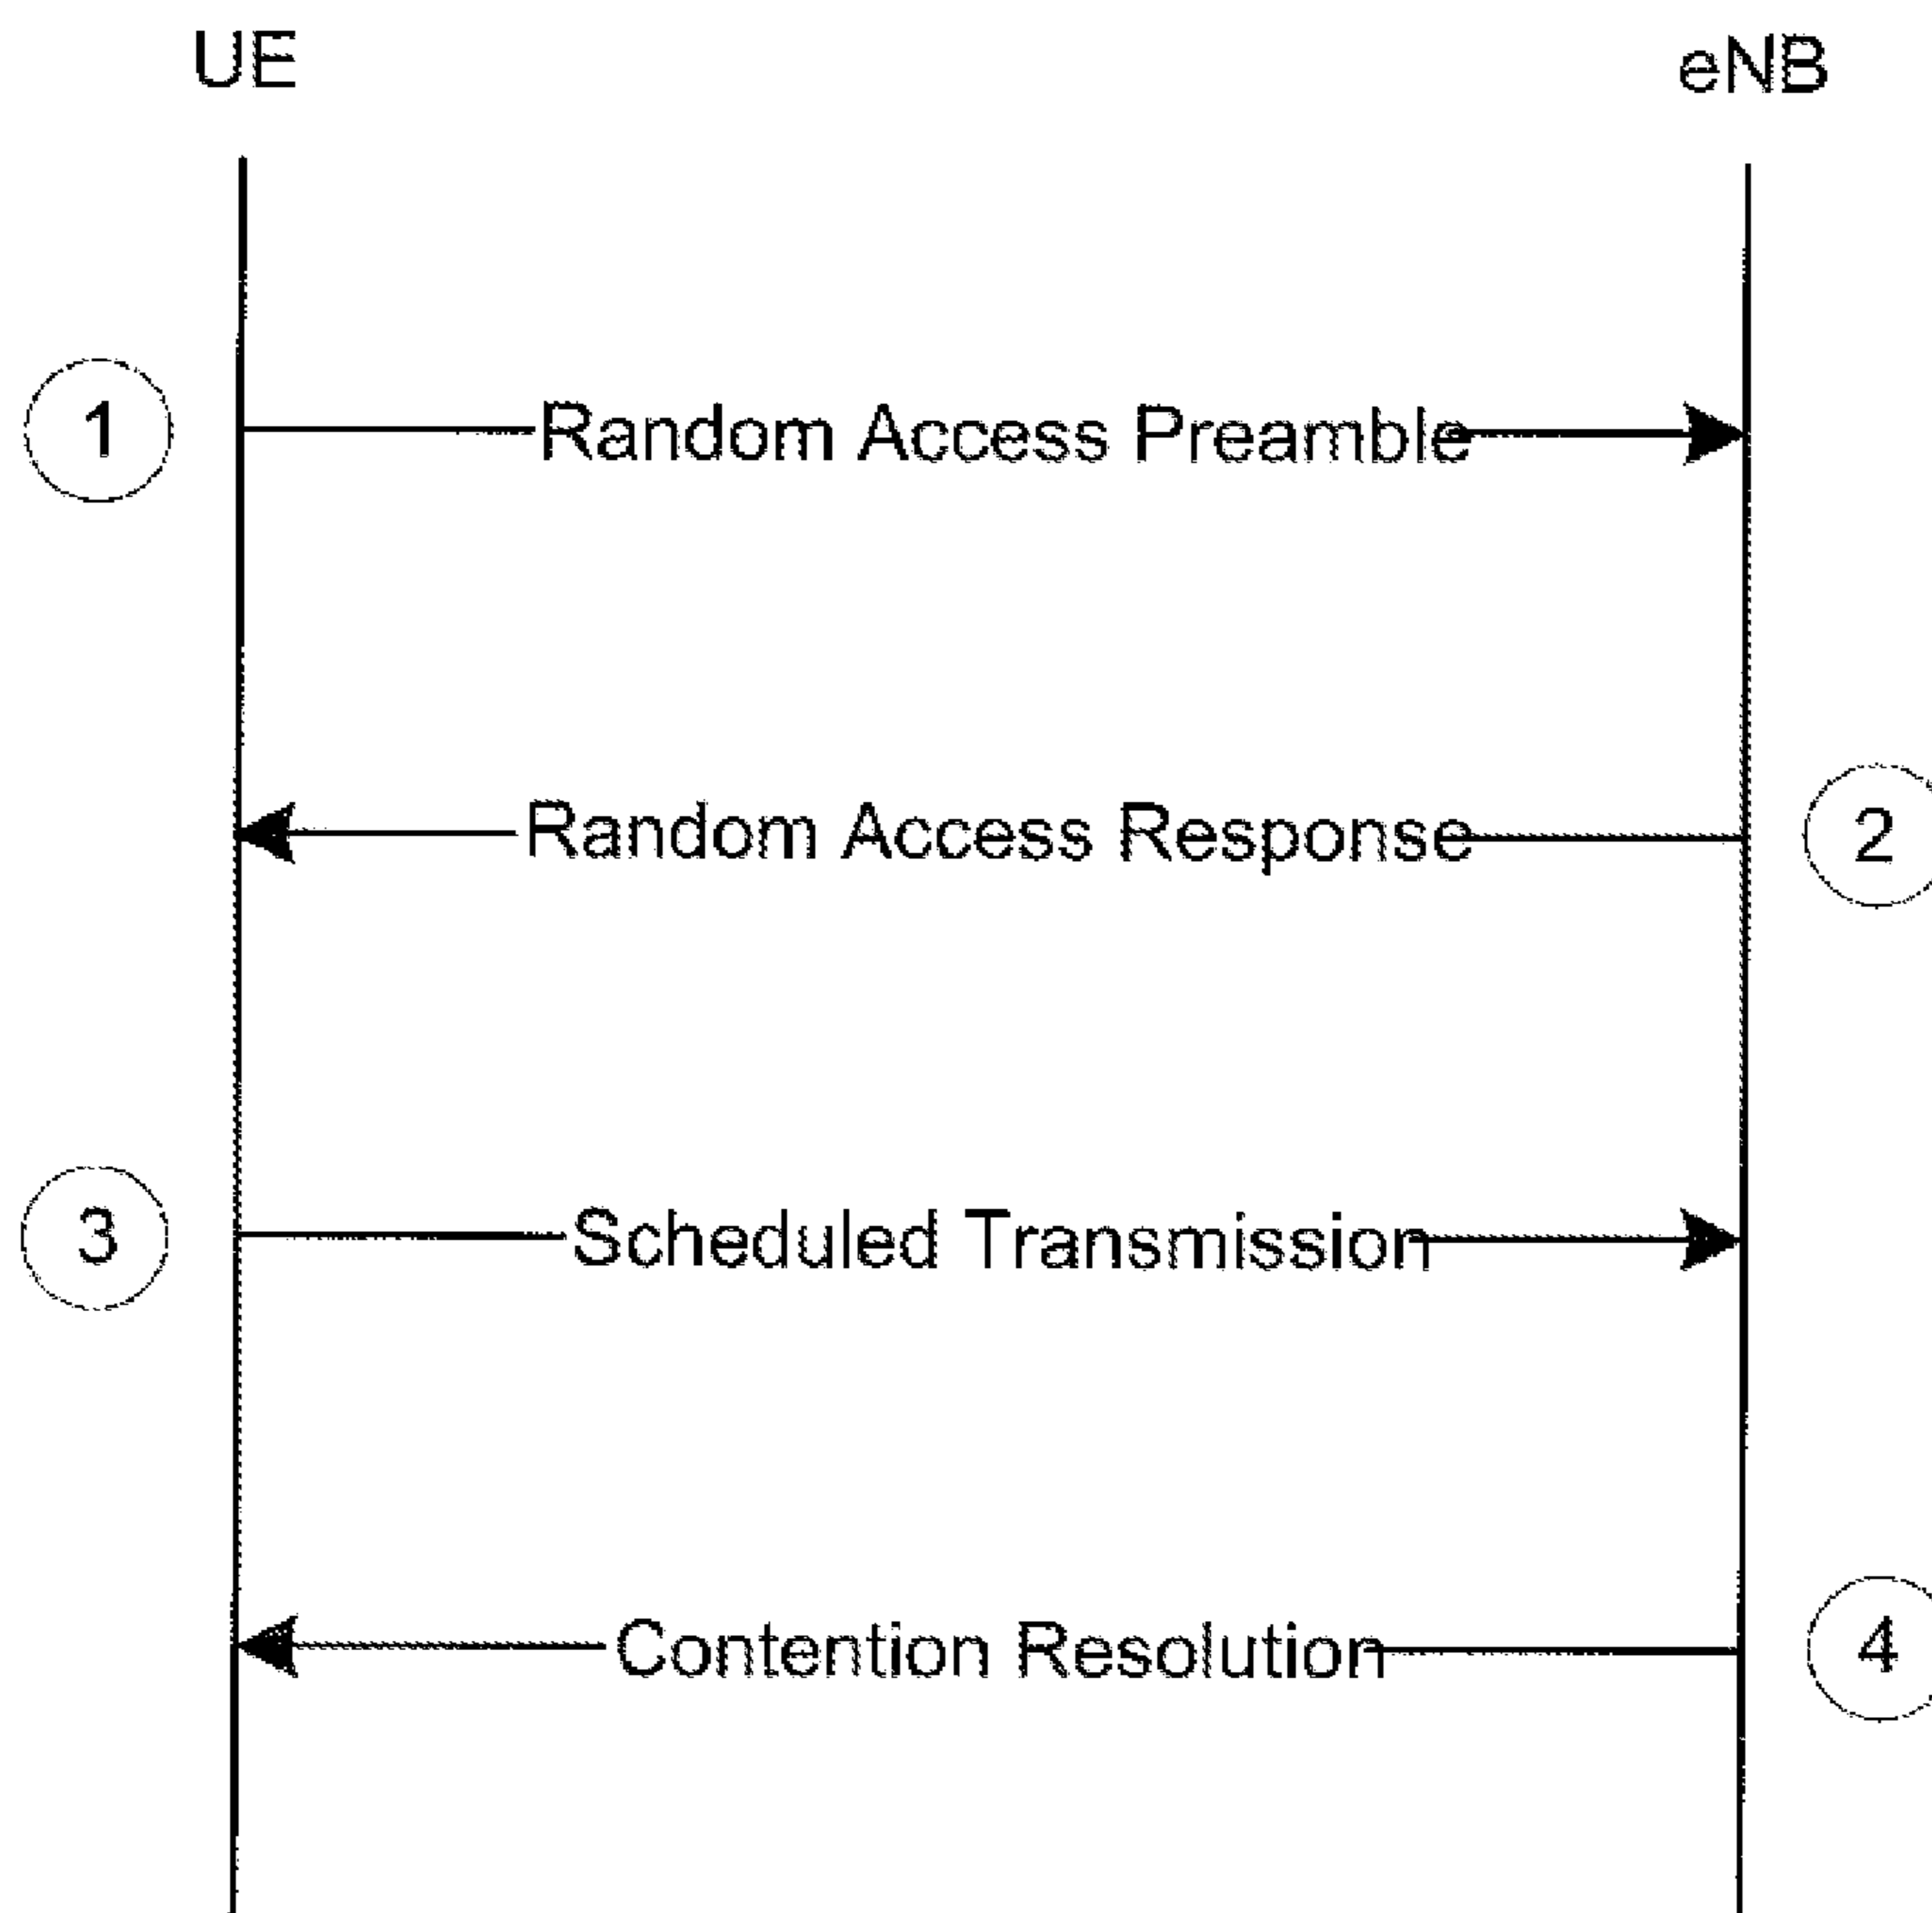 UE
eNB
1
Random Access Preamble
Random Access Response
2
3
Scheduled Transmission
Contention Resolution
4